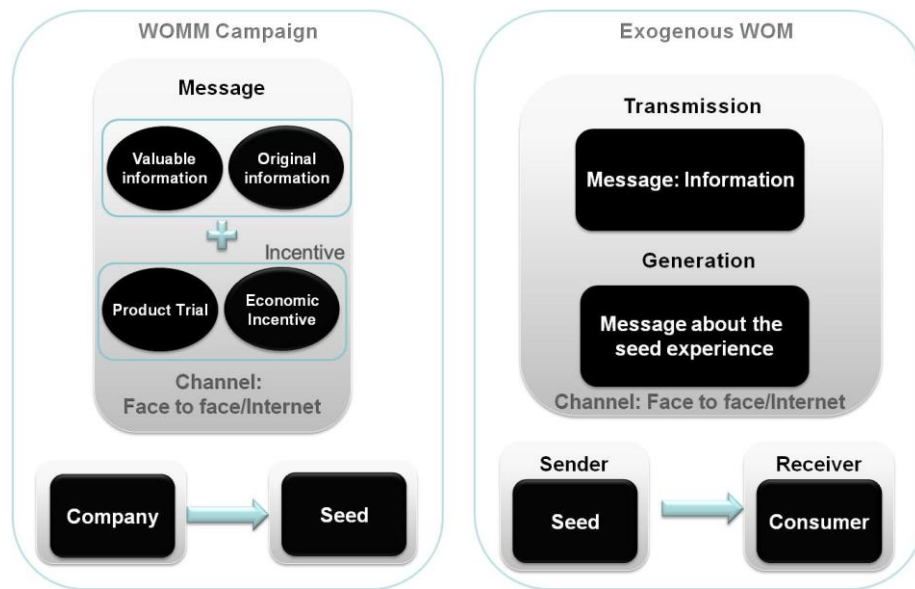 WOMM Campaign
Message
Valuable
information
Original
information
Incentive
Product Trial
Economic
Incentive
Channel:
Face to face/Internet
Company
Seed
Exogenous WOM
Transmission
Message: Information
Generation
Message about the
seed experience
Channel: Face to face/Internet
Sender
Seed
Receiver
Consumer